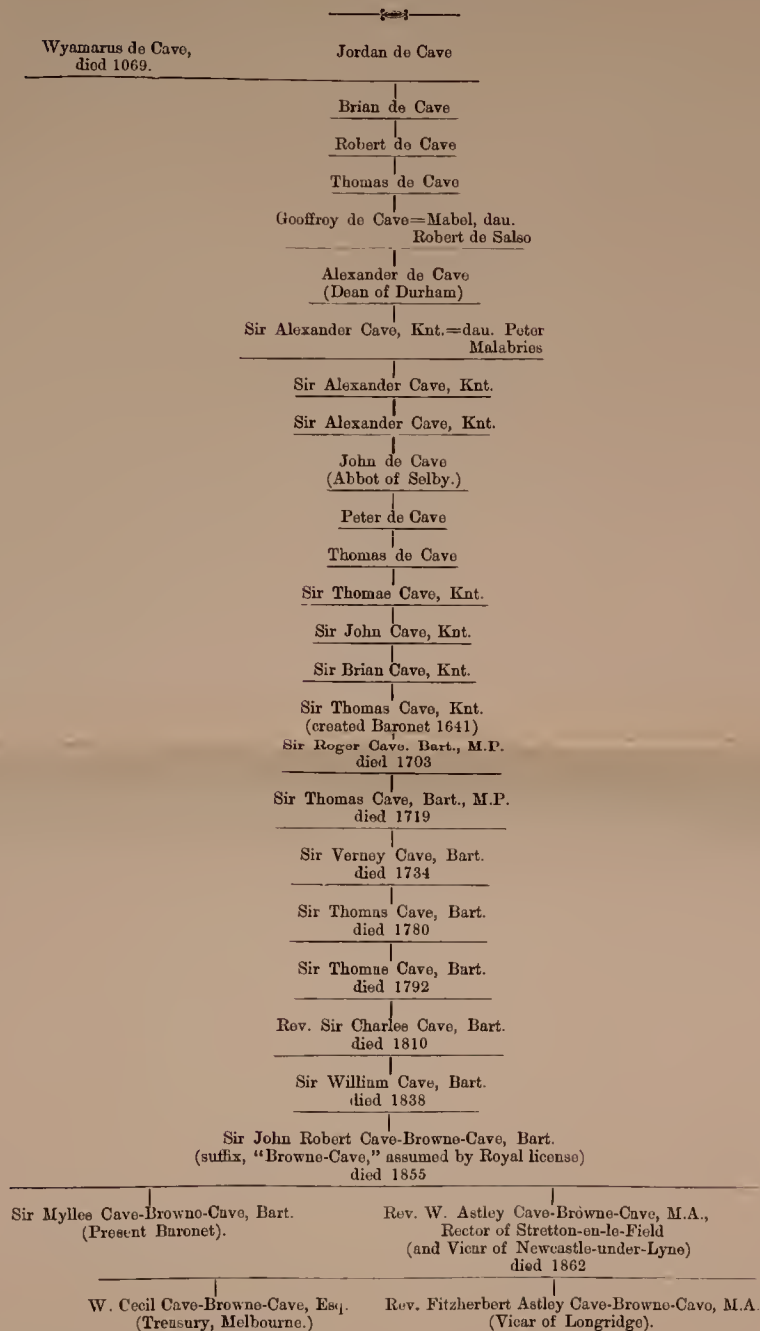 Wyamarus de Cave,
died 1069.
Jordan de Cave
Brian de Cave
Robert de Cave
Thomas de Cave
Gooffroy de Cave=Mabel, dau.
Robert de Salso
Alexander de Cave
(Dean of Durham)
Sir Alexander Cave, Knt.=dau. Peter
Malabries
Sir Alexander Cave, Knt.
Sir Alexander Cave, Knt.
John de Cave
(Abbot of Selby.)
Peter de Cave
Thomas de Cave
Sir Thomas Cave, Knt.
Sir John Cave, Knt.
Sir Brian Cave, Knt.
Sir Thomas Cave, Knt.
(created Baronet 1641)
Sir Roger Cave. Bart., M.P.
died 1703
Sir Thomas Cave, Bart., M.P.
died 1719
Sir Verney Cave, Bart.
died 1734
Sir Thomas Cave, Bart.
died 1780
Sir Thomas Cave, Bart.
died 1792
Rev. Sir Charles Cave, Bart.
died 1810
Sir William Cave, Bart.
died 1838
Sir John Robert Cave-Browne-Cave, Bart.
(suffix, "Browne-Cave," assumed by Royal license)
died 1855
Sir Myllee Cave-Browne-Cave, Bart.
(Present Baronet).
Rev. W. Astley Cave-Browne-Cave, M.A.,
Rector of Stretton-en-le-Field
(and Vicar of Newcastle-under-Lyne)
died 1862
W. Cecil Cave-Browne-Cave, Esq.
(Treasury, Melbourne.)
Rev. Fitzherbert Astley Cave-Browne-Cave, M.A.
(Vicar of Longridge).